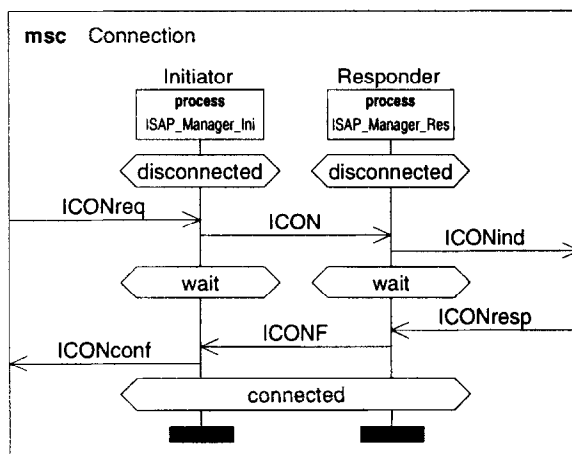 msc Connection
Initiator Responder
process process
ISAP_Manager_Ini ISAP_Manager_Res
disconnected disconnected
ICONreq
ICON
ICONind
wait wait
ICONresp
ICONF
ICONconf
connected